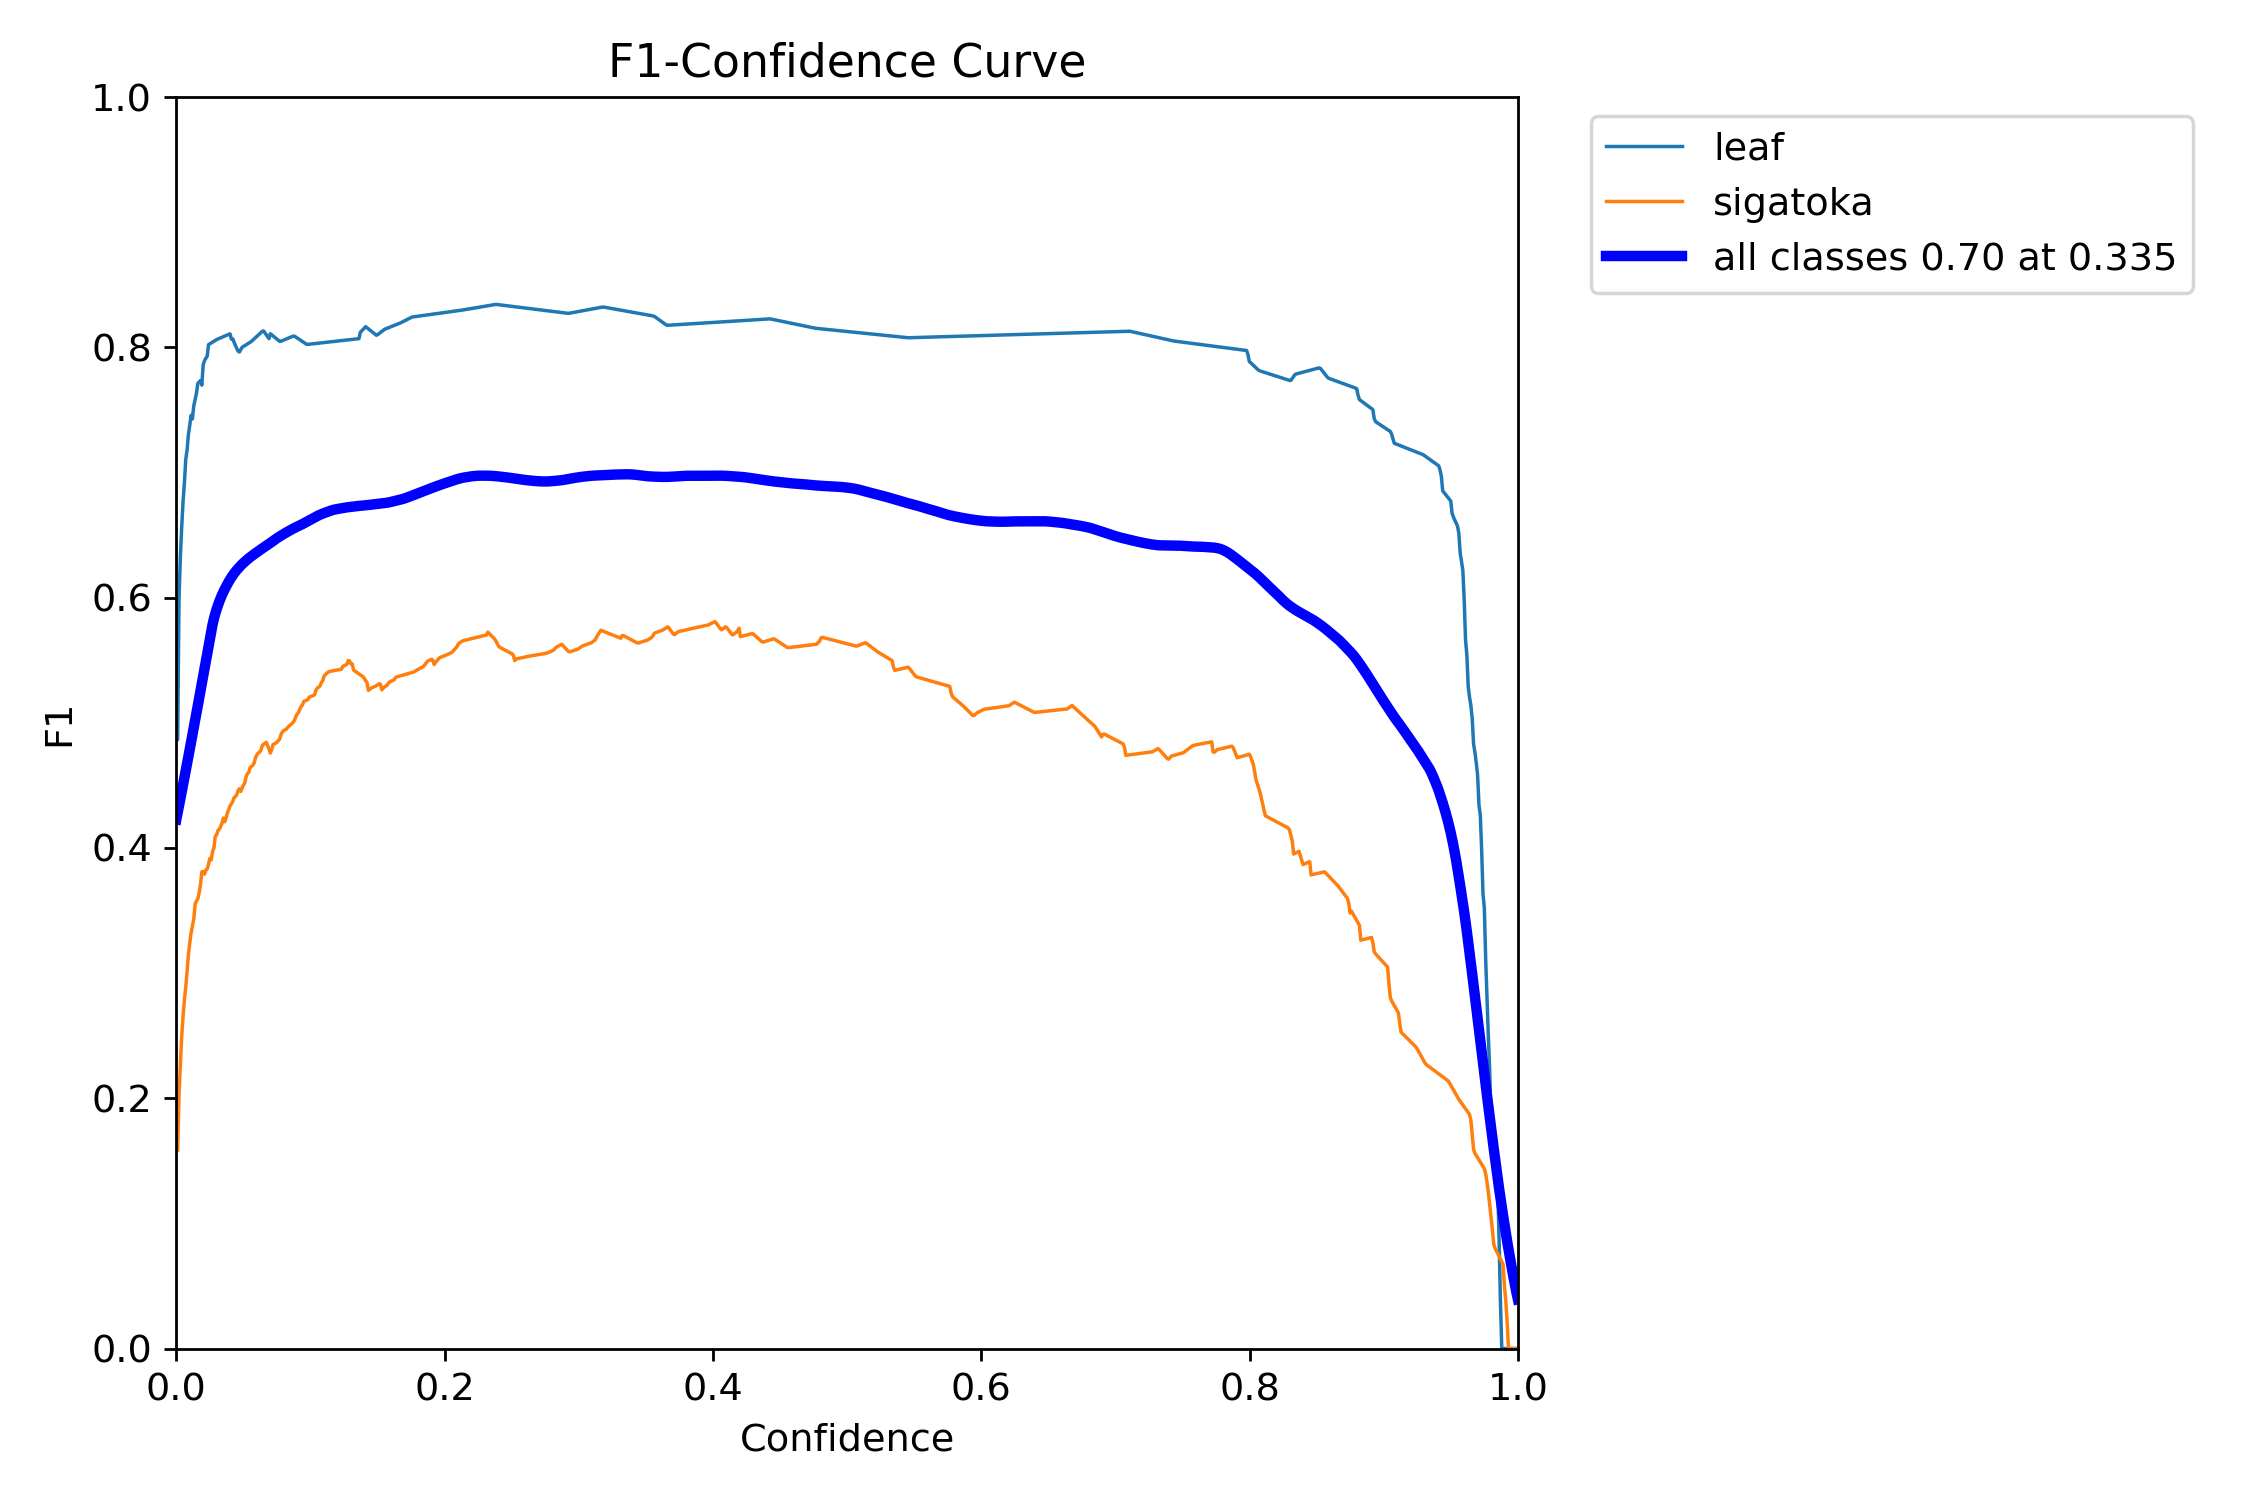 F1-Confidence Curve
1.0
0.8
0.6
0.4
0.2
0.0
F1
0.0 0.2 0.4 0.6 0.8 1.0
Confidence
leaf
sigatoka
all classes 0.70 at 0.335